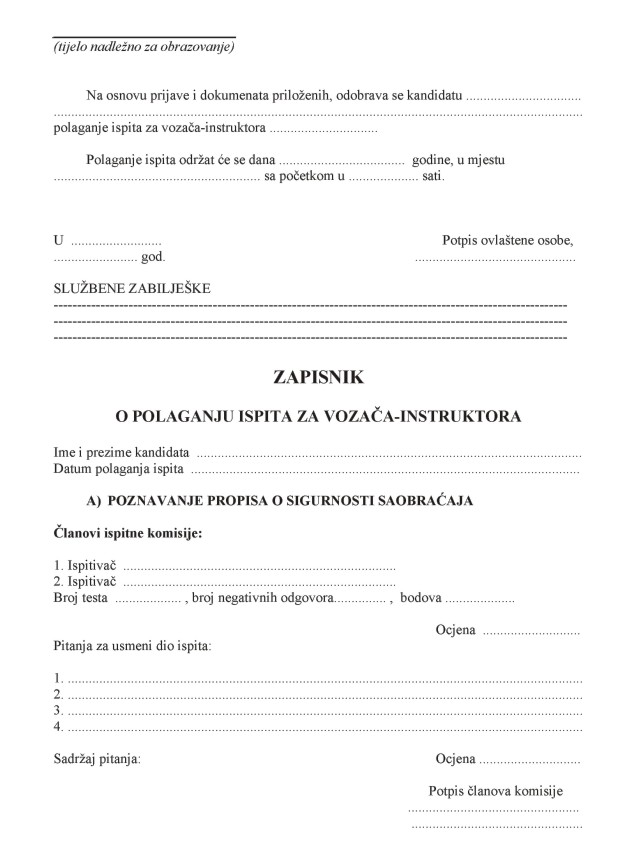 (tijelo nadležno za obrazovanje)
Na osnovu prijave i dokumenata priloženih, odobrava se kandidatu .................................
.......................................................................................................................................................
polaganje ispita za vozača-instruktora ...............................
Polaganje ispita održat će se dana .................................... godine, u mjestu
........................................................... sa početkom u .................... sati.
U .......................... Potpis ovlaštene osobe,
........................ god. ..............................................
SLUŽBENE ZABILJEŠKE
---------------------------------------------------------------------------------------------------------------
---------------------------------------------------------------------------------------------------------------
---------------------------------------------------------------------------------------------------------------
ZAPISNIK
O POLAGANJU ISPITA ZA VOZAČA-INSTRUKTORA
Ime i prezime kandidata ..............................................................................................................
Datum polaganja ispita ...............................................................................................................
A) POZNAVANJE PROPISA O SIGURNOSTI SAOBRAĆAJA
Članovi ispitne komisije:
1. Ispitivač ..............................................................................
2. Ispitivač ..............................................................................
Broj testa ................... , broj negativnih odgovora............... , bodova ....................
Ocjena ............................
Pitanja za usmeni dio ispita:
1. ...................................................................................................................................................
2. ...................................................................................................................................................
3. ...................................................................................................................................................
4. ...................................................................................................................................................
Sadržaj pitanja: Ocjena .............................
Potpis članova komisije
.................................................
.................................................